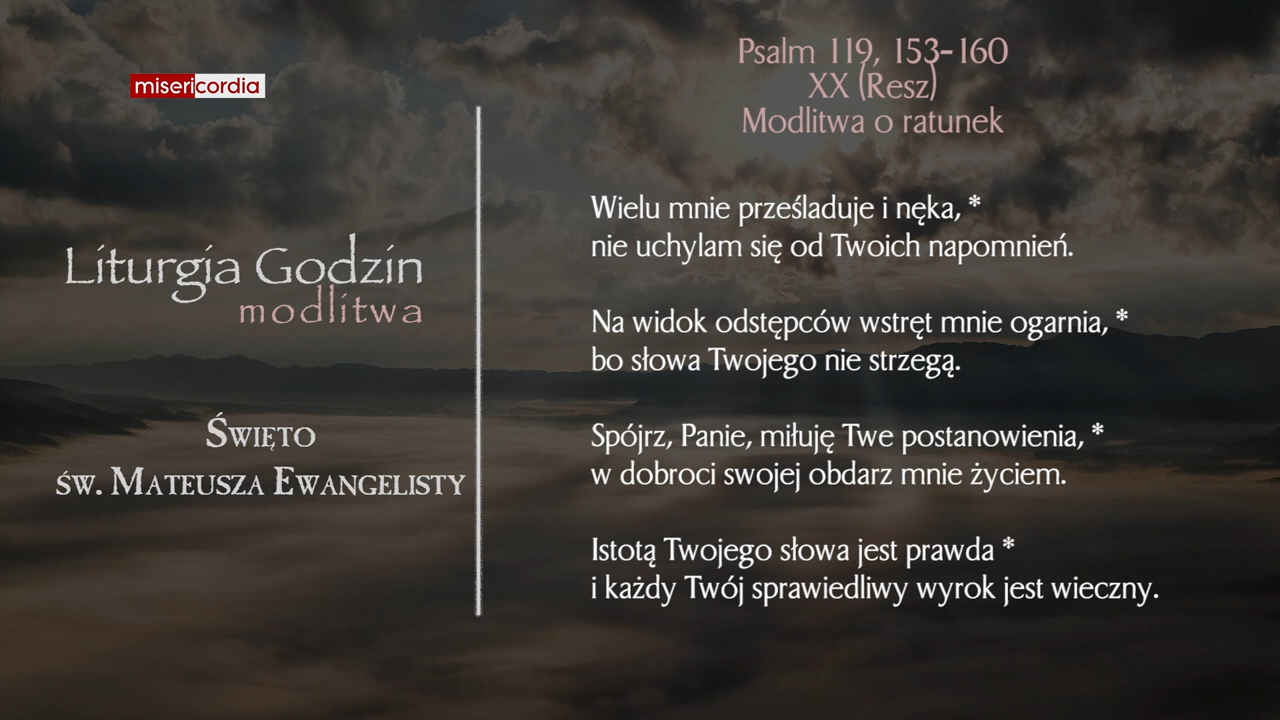 misericordia
Liturgia Godzin
modlitwa
Święto
św. Mateusza Ewangelisty
Psalm 119, 153-160
XX (Resz)
Modlitwa o ratunek
Wielu mnie prześladuje i nęka, *
nie uchylam się od Twoich napomnień.
Na widok odstępców wstręt mnie ogarnia, *
bo słowa Twojego nie strzegą.
Spójrz, Panie, miłuję Twe postanowienia, *
w dobroci swojej obdarz mnie życiem.
Istotą Twojego słowa jest prawda *
i każdy Twój sprawiedliwy wyrok jest wieczny.